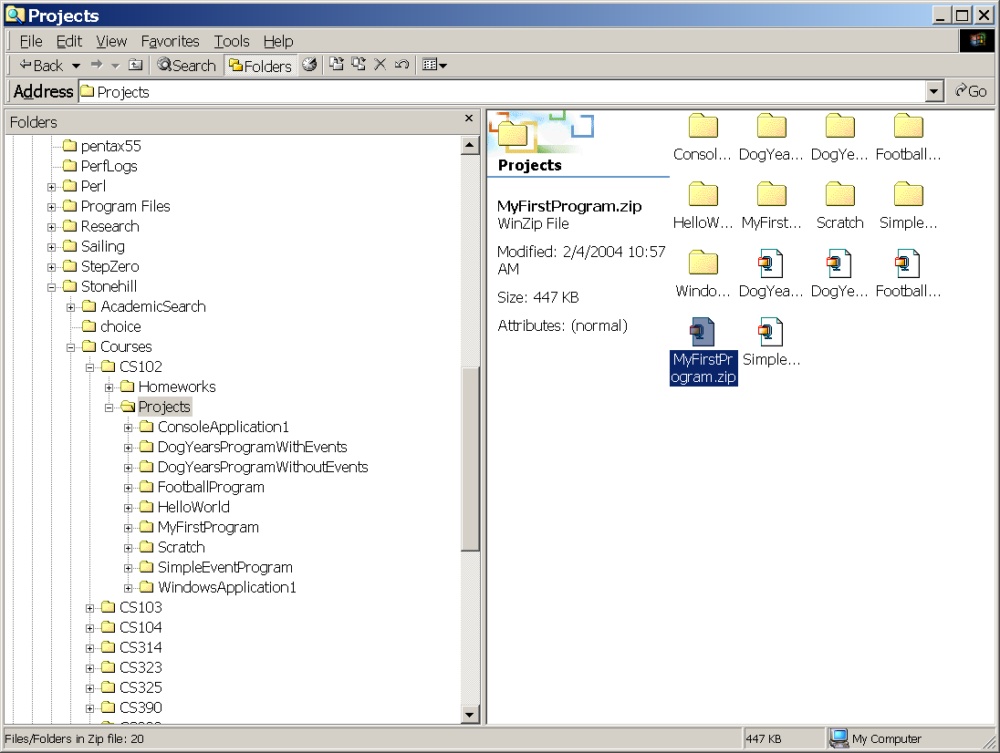 Projects
File Edit View Favorites Tools Help
Back Search Folders
Address Projects Go
Folders
pentax55
PerfLogs
Perl
Program Files
Research
Sailing
StepZero
Stonehill
AcademicSearch
choice
Courses
CS102
Homeworks
Projects
ConsoleApplication1
DogYearsProgramWithEvents
DogYearsProgramWithoutEvents
FootballProgram
HelloWorld
MyFirstProgram
Scratch
SimpleEventProgram
WindowsApplication1
CS103
CS104
CS314
CS323
CS325
CS390
Projects
MyFirstProgram.zip
WinZip File
Modified: 2/4/2004 10:57
AM
Size: 447 KB
Attributes: (normal)
Consol... DogYea... DogYe... Football...
HelloW... MyFirst... Scratch Simple...
Windo... DogYea... DogYe... Football...
MyFirstPr
ogram.zip
Simple...
Files/Folders in Zip file: 20
447 KB
My Computer